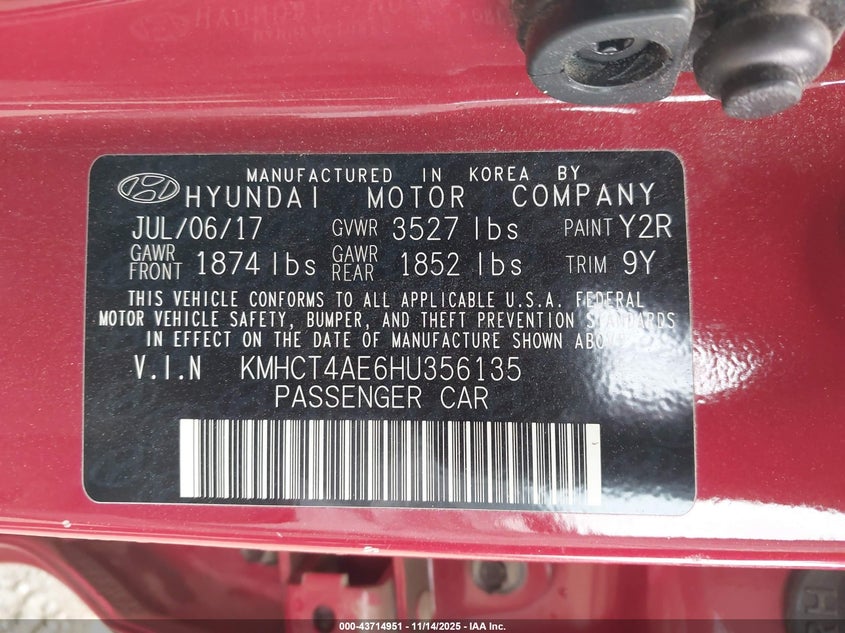 MANUFACTURED IN KOREA BY
HYUNDAI MOTOR COMPANY
JUL/06/17 GVWR 3527 lbs PAINT Y2R
GAWR FRONT 1874 lbs GAWR REAR 1852 lbs TRIM 9Y
THIS VEHICLE CONFORMS TO ALL APPLICABLE U.S.A. FEDERAL
MOTOR VEHICLE SAFETY, BUMPER, AND THEFT PREVENTION STANDARDS
IN EFFECT ON THE DATE OF MANUFACTURE SHOWN ABOVE
V.I.N KMHCT4AE6HU356135
PASSENGER CAR
000-43714951 | 11/14/2025 - IAA Inc.